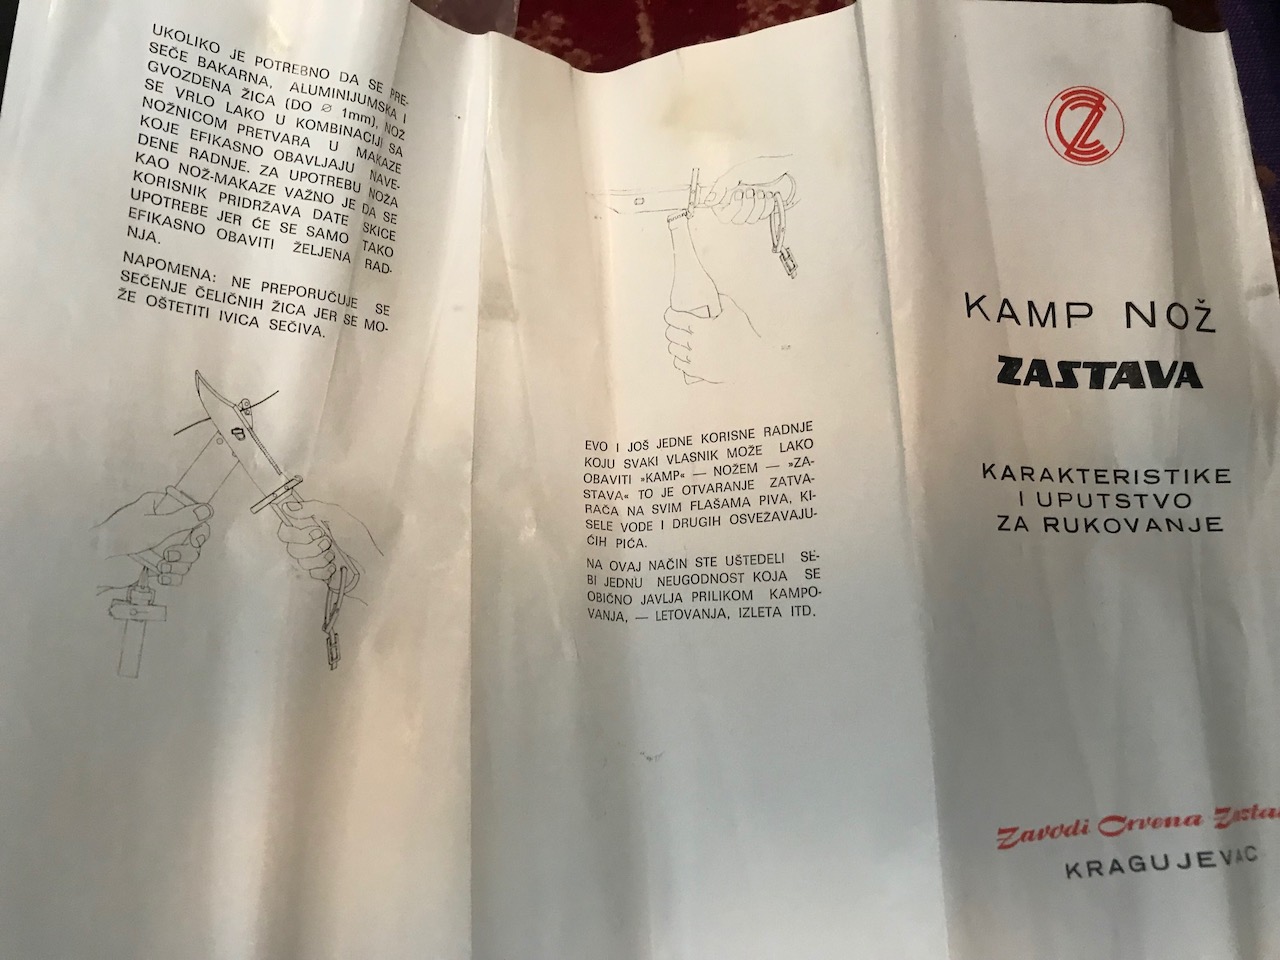 UKOLIKO JE POTREBNO DA SE PRE-
SEČE BAKARNA, ALUMINIJUMSKA I
GVOZDENA ŽICA (DO ∅ 1mm), NOŽ
SE VRLO LAKO U KOMBINACIJI SA
NOŽNICOM PRETVARA U MAKAZE
KOJE EFIKASNO OBAVLJAJU NAVE-
DENE RADNJE. ZA UPOTREBU NOŽA
KAO NOŽ-MAKAZE VAŽNO JE DA SE
KORISNIK PRIDRŽAVA DATE SKICE
UPOTREBE JER ĆE SE SAMO TAKO
EFIKASNO OBAVITI ŽELJENA RAD-
NJA.
NAPOMENA: NE PREPORUČUJE SE
SEČENJE ČELIČNIH ŽICA JER SE MO-
ŽE OŠTETITI IVICA SEČIVA.
EVO I JOŠ JEDNE KORISNE RADNJE
KOJU SVAKI VLASNIK MOŽE LAKO
OBAVITI »KAMP« — NOŽEM — »ZA-
STAVA« TO JE OTVARANJE ZATVA-
RAČA NA SVIM FLAŠAMA PIVA, KI-
SELE VODE I DRUGIH OSVEŽAVAJU-
ĆIH PIĆA.
NA OVAJ NAČIN STE UŠTEDELI SE-
BI JEDNU NEUGODNOST KOJA SE
OBIČNO JAVLJA PRILIKOM KAMPO-
VANJA, — LETOVANJA, IZLETA ITD.
KAMP NOŽ
ZASTAVA
KARAKTERISTIKE
I UPUTSTVO
ZA RUKOVANJE
Zavodi Crvena Zasta
KRAGUJEVAC